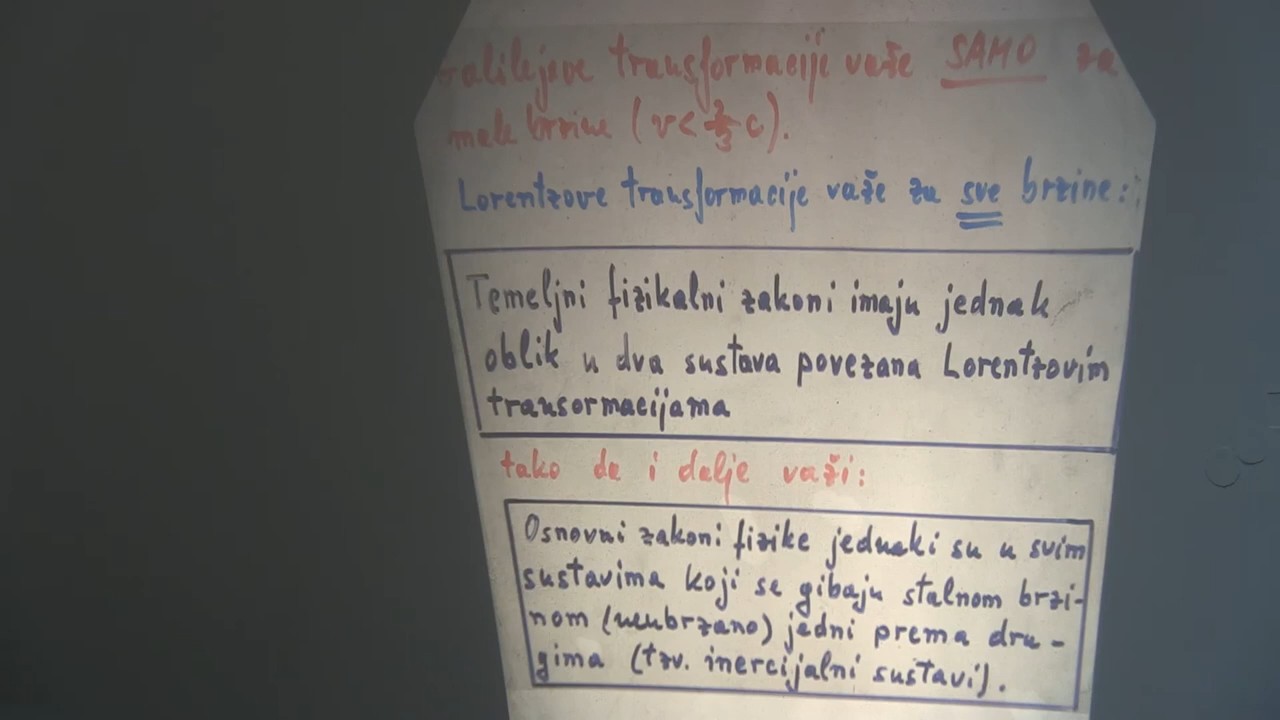 Galilejeve transformacije važe SAMO za
male brzine (v< c).
Lorentzove transformacije važe za sve brzine:
Temeljni fizikalni zakoni imaju jednak
oblik u dva sustava povezana Lorentzovim
transormacijama
tako da i dalje važi:
Osnovni zakoni fizike jednaki su u svim
sustavima koji se gibaju stalnom brzi-
nom (neubrzano) jedni prema dru-
gima (tzv. inercijalni sustavi).